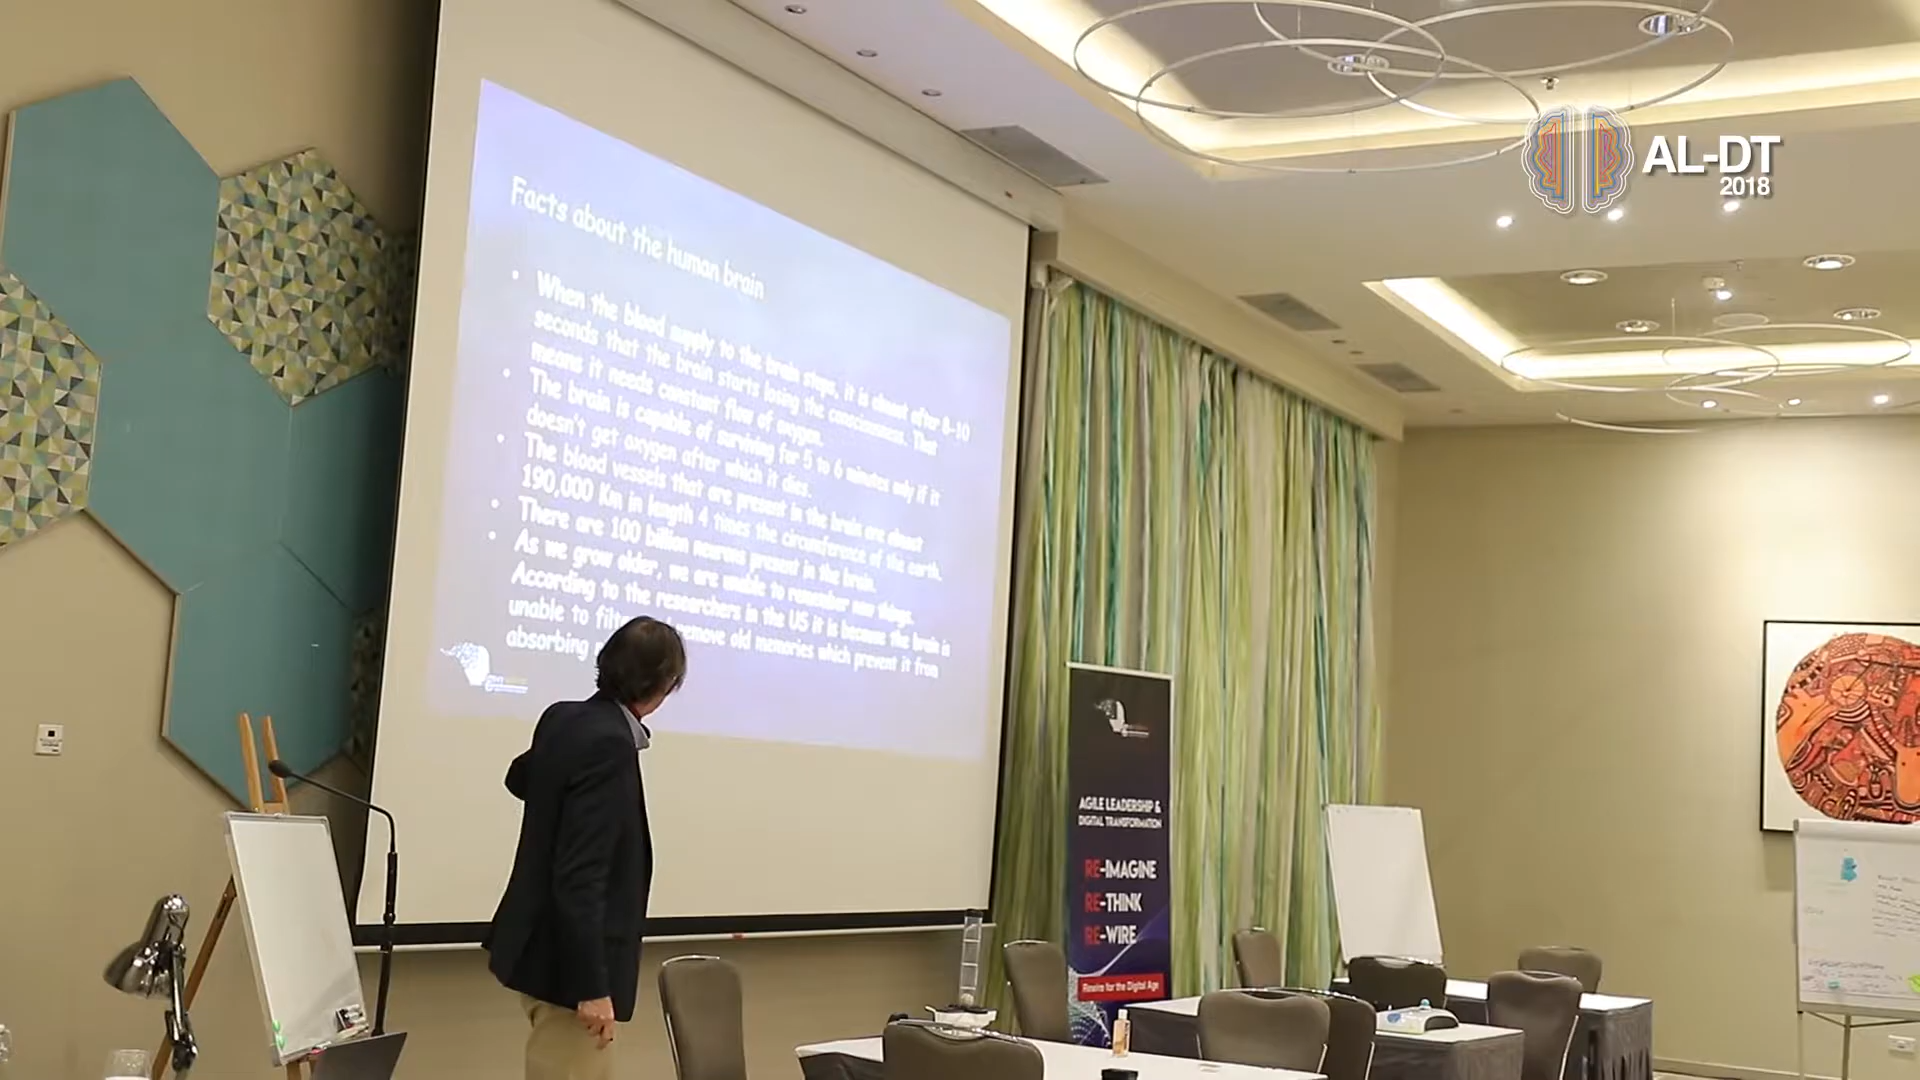 AL-DT
2018
Facts about the human brain
• When the blood supply to the brain stops, it is almost after 8-10
seconds that the brain starts losing the consciousness. That
means it needs constant flow of oxygen.
• The brain is capable of surviving for 5 to 6 minutes only if it
doesn't get oxygen after which it dies.
• The blood vessels that are present in the brain are almost
190,000 Km in length 4 times the circumference of the earth.
• There are 100 billion neurons present in the brain.
• As we grow older, we are unable to remember new things.
According to the researchers in the US it is because the brain is
unable to remove old memories which prevent it from
absorbing
AGILE LEADERSHIP &
DIGITAL TRANSFORMATION
RE-IMAGINE
RE-THINK
RE-WIRE
Rewire for the Digital Age